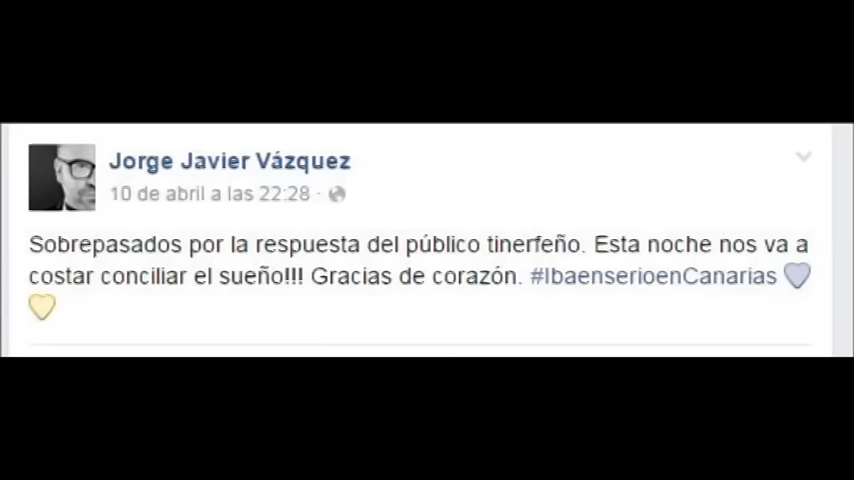 Jorge Javier Vázquez
10 de abril a las 22:28 ·
Sobrepasados por la respuesta del público tinerfeño. Esta noche nos va a
costar conciliar el sueño!!! Gracias de corazón. #IbaenserioenCanarias